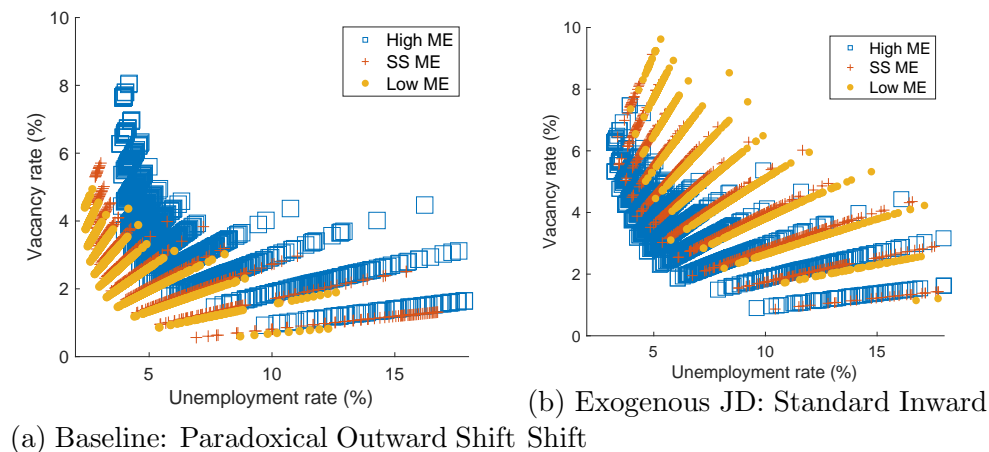 10
8
6
4
2
0
Vacancy rate (%)
5
10
15
Unemployment rate (%)
High ME
SS ME
Low ME
(a) Baseline: Paradoxical Outward Shift
10
8
6
4
2
0
Vacancy rate (%)
5
10
15
Unemployment rate (%)
High ME
SS ME
Low ME
(b) Exogenous JD: Standard Inward
Shift